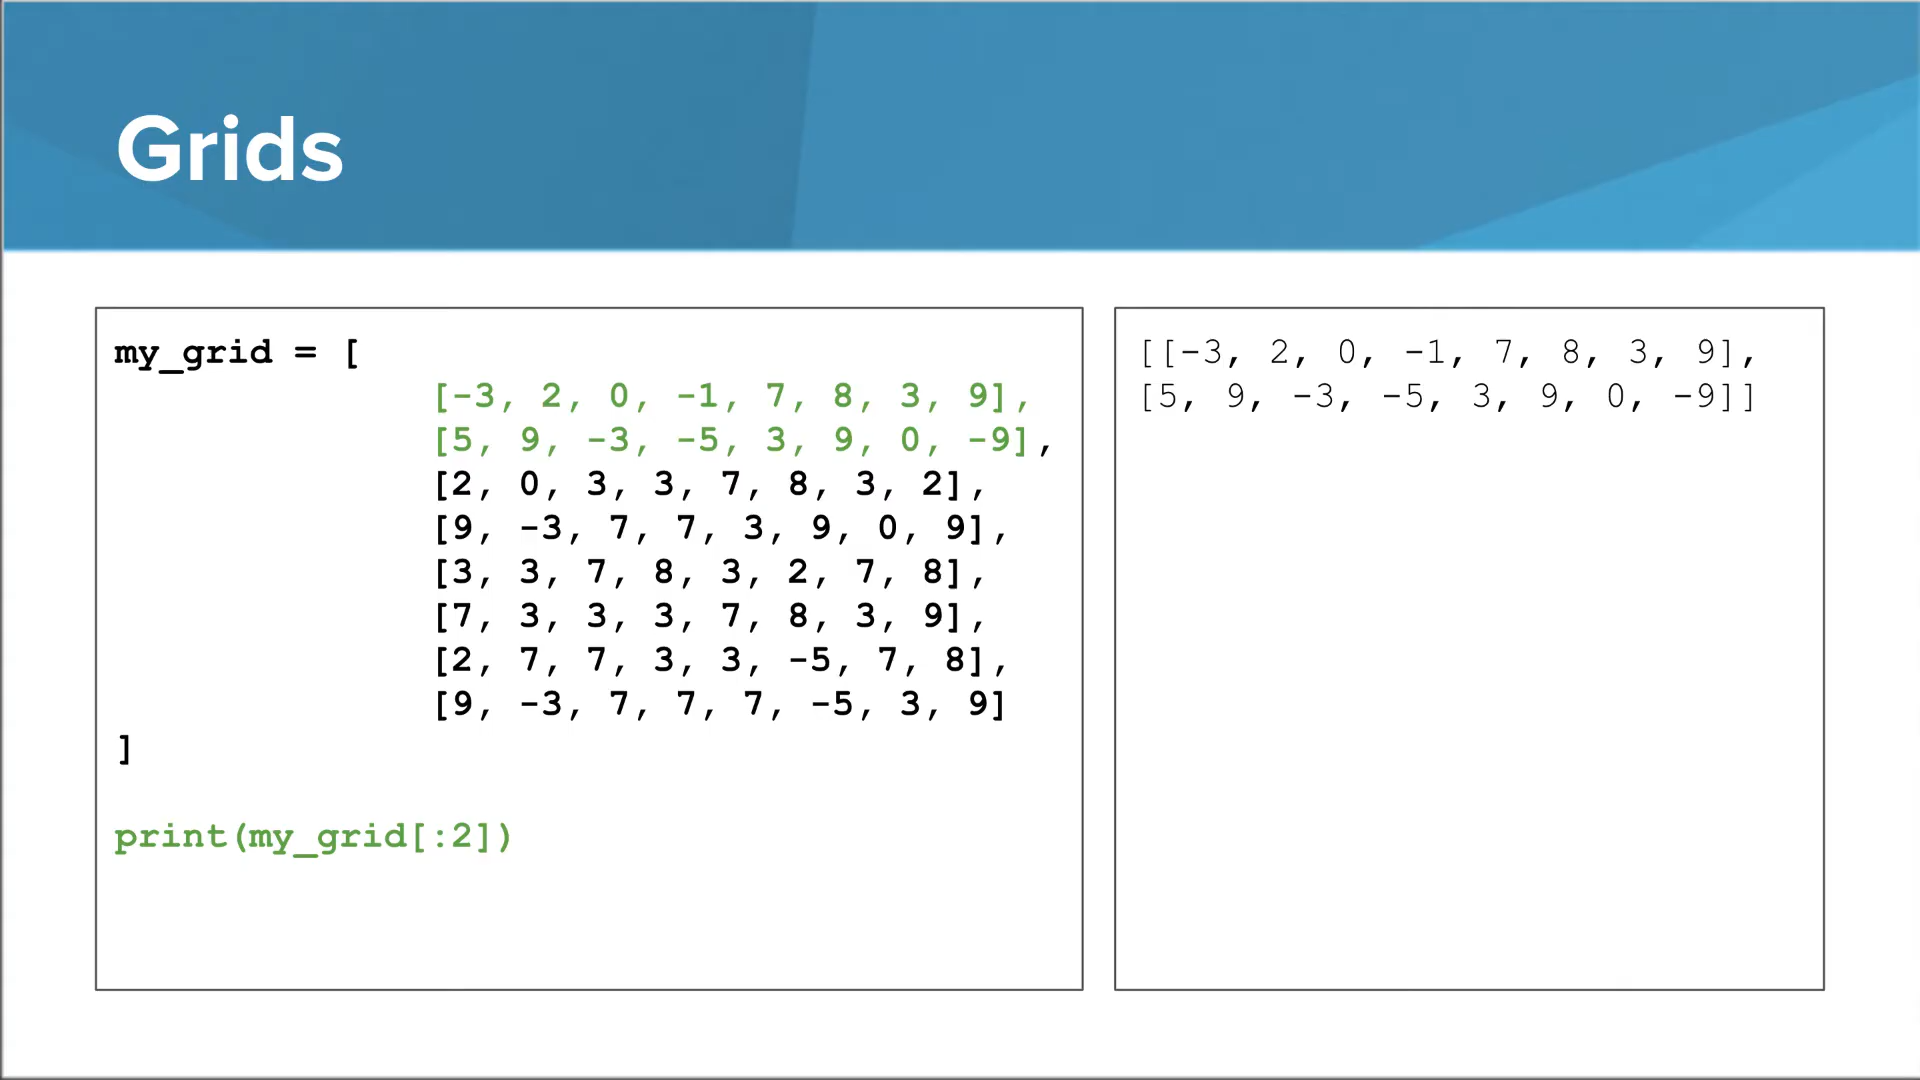 Grids
my_grid = [
[-3, 2, 0, -1, 7, 8, 3, 9],
[5, 9, -3, -5, 3, 9, 0, -9],
[2, 0, 3, 3, 7, 8, 3, 2],
[9, -3, 7, 7, 3, 9, 0, 9],
[3, 3, 7, 8, 3, 2, 7, 8],
[7, 3, 3, 3, 7, 8, 3, 9],
[2, 7, 7, 3, 3, -5, 7, 8],
[9, -3, 7, 7, 7, -5, 3, 9]
]
print(my_grid[:2])
[[-3, 2, 0, -1, 7, 8, 3, 9],
[5, 9, -3, -5, 3, 9, 0, -9]]